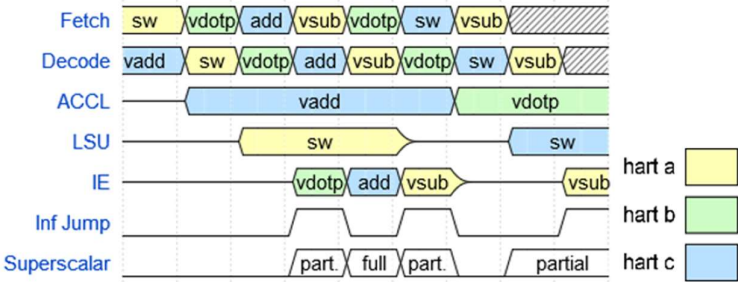 Fetch sw vdotp add vsub vdotp sw vsub
Decode vadd sw vdotp add vsub vdotp sw vsub
ACCL vadd vdotp
LSU sw sw
IE vdotp add vsub vsub
Inf Jump
Superscalar part. full part. partial
hart a
hart b
hart c